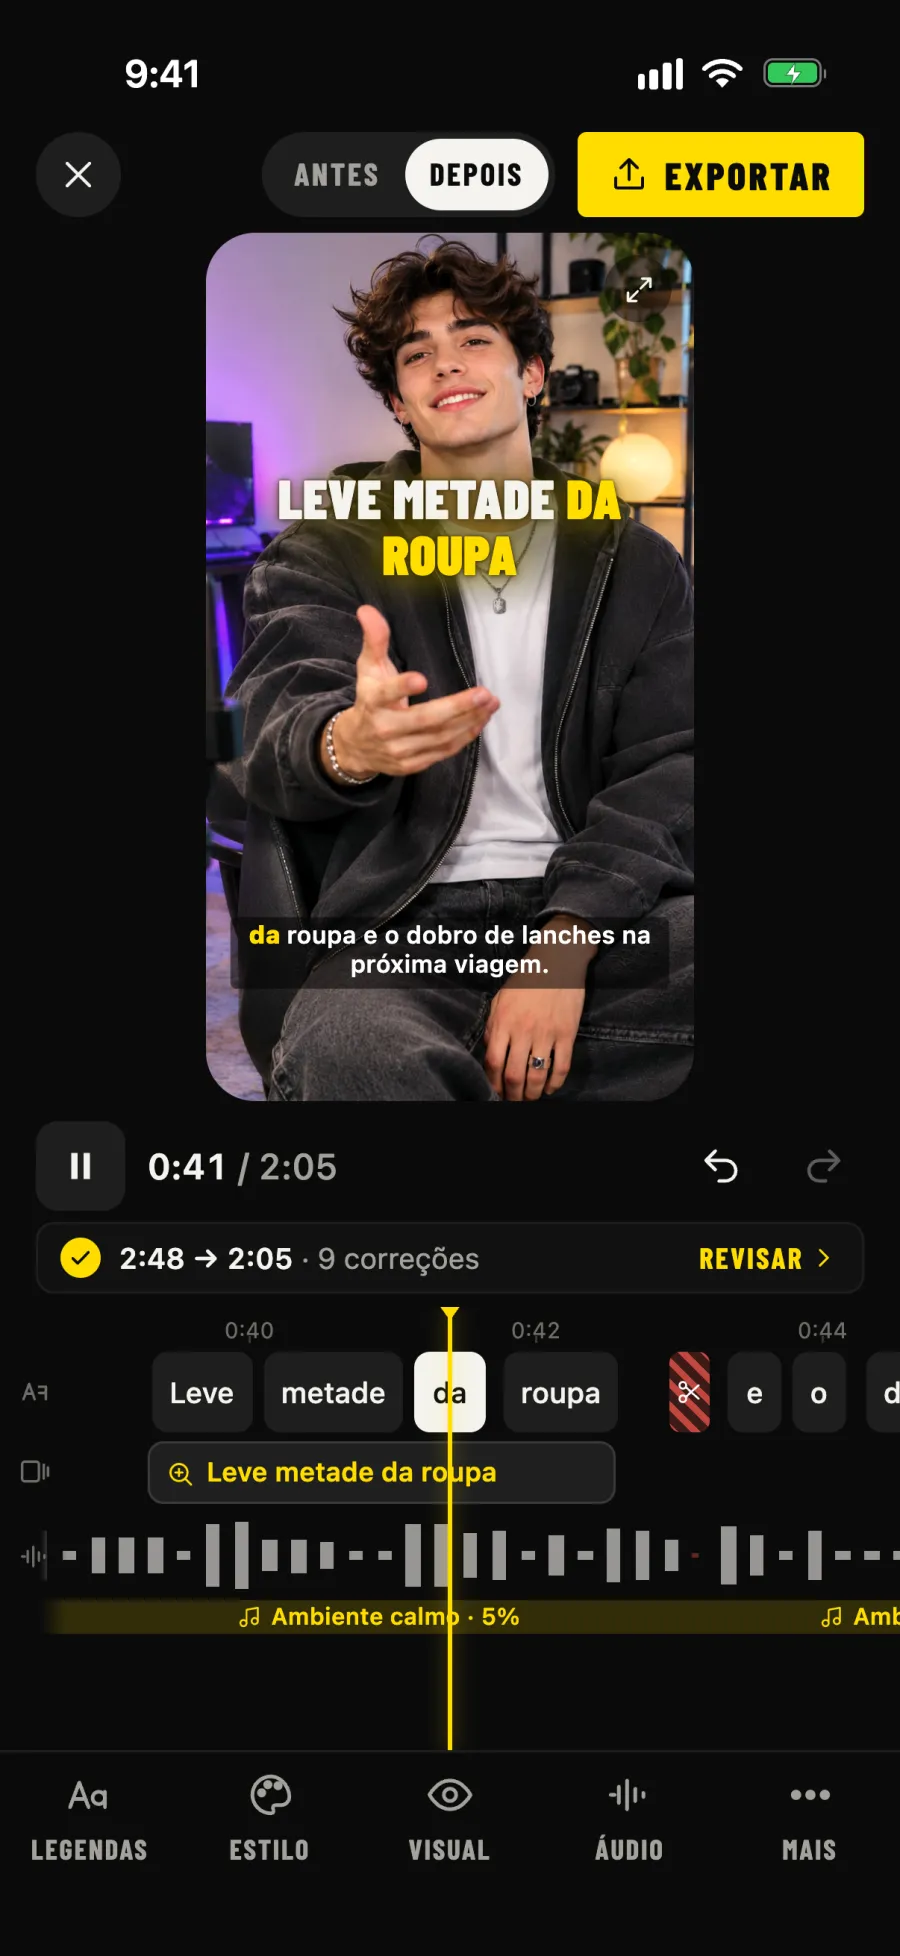 9:41
ANTES
DEPOIS
EXPORTAR
LEVE METADE DA
ROUPA
da roupa e o dobro de lanches na
próxima viagem.
0:41 / 2:05
2:48 → 2:05 · 9 correções
REVISAR
0:40
0:42
0:44
Leve
metade
da
roupa
e
o
d
Leve metade da roupa
Ambiente calmo · 5%
Amb
Aa
LEGENDAS
ESTILO
VISUAL
ÁUDIO
MAIS